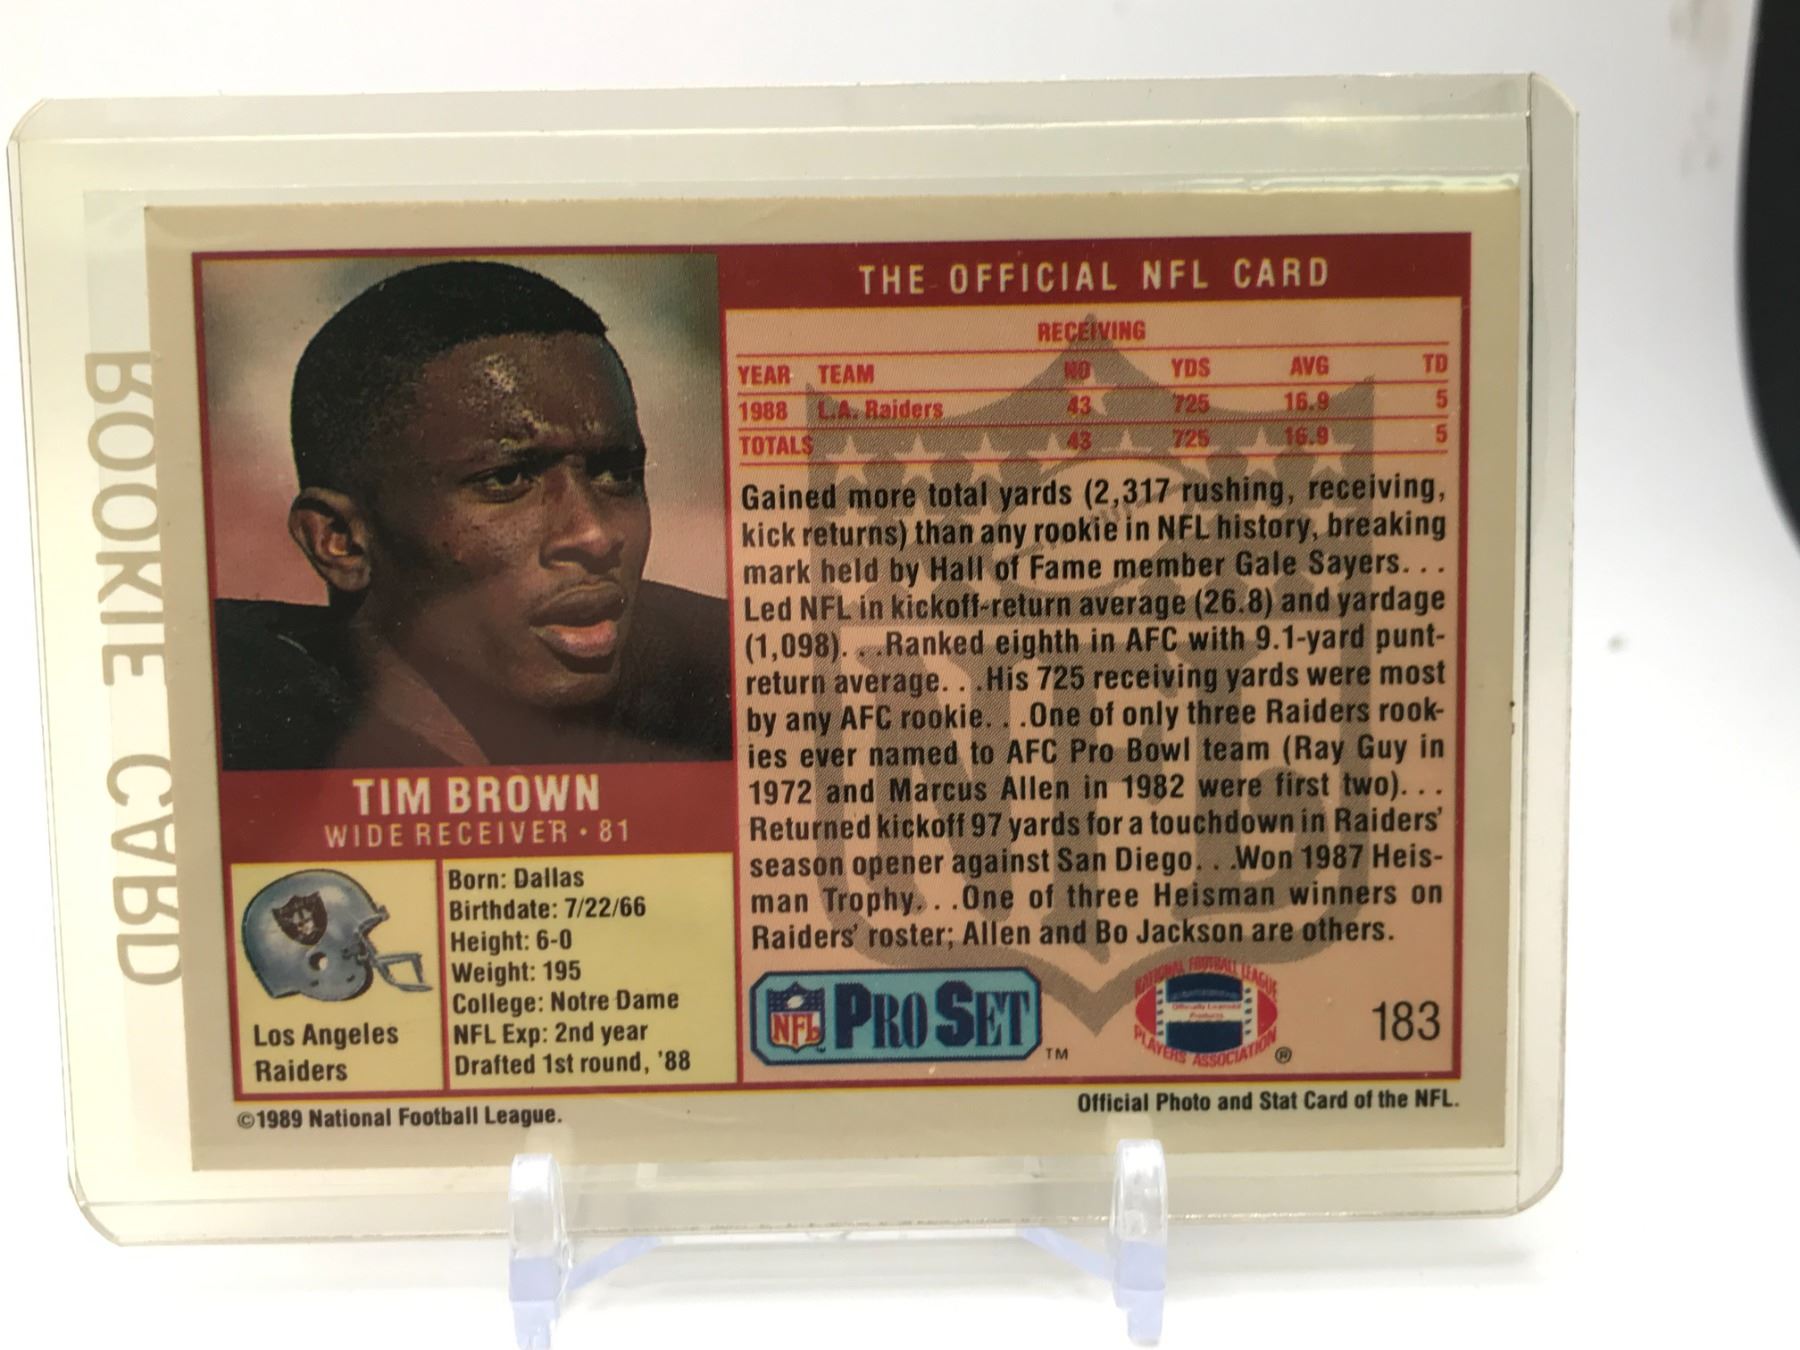 ROOKIE CARD
THE OFFICIAL NFL CARD
RECEIVING
YEAR TEAM NO YDS AVG TD
1988 L.A. Raiders 43 725 16.9 5
TOTALS 43 725 16.9 5
Gained more total yards (2,317 rushing, receiving,
kick returns) than any rookie in NFL history, breaking
mark held by Hall of Fame member Gale Sayers. . .
Led NFL in kickoff-return average (26.8) and yardage
(1,098). . .Ranked eighth in AFC with 9.1-yard punt-
return average. . .His 725 receiving yards were most
by any AFC rookie. . .One of only three Raiders rook-
ies ever named to AFC Pro Bowl team (Ray Guy in
1972 and Marcus Allen in 1982 were first two). . .
Returned kickoff 97 yards for a touchdown in Raiders'
season opener against San Diego. . .Won 1987 Heis-
man Trophy. . .One of three Heisman winners on
Raiders' roster; Allen and Bo Jackson are others.
TIM BROWN
WIDE RECEIVER • 81
Los Angeles
Raiders
Born: Dallas
Birthdate: 7/22/66
Height: 6-0
Weight: 195
College: Notre Dame
NFL Exp: 2nd year
Drafted 1st round, '88
NFL PRO SET TM
NATIONAL FOOTBALL LEAGUE
Officially Licensed
Products
PLAYERS ASSOCIATION ®
183
©1989 National Football League.
Official Photo and Stat Card of the NFL.